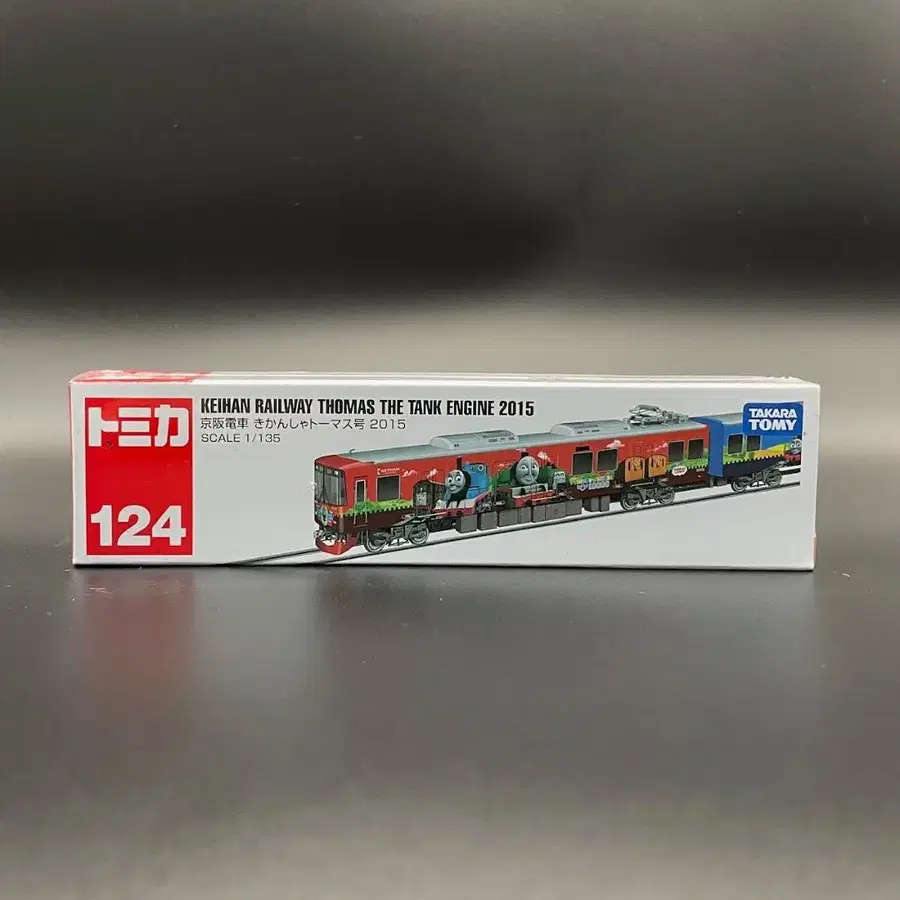 トミカ
124
KEIHAN RAILWAY THOMAS THE TANK ENGINE 2015
京阪電車 きかんしゃトーマス号 2015
SCALE 1/135
TAKARA
TOMY